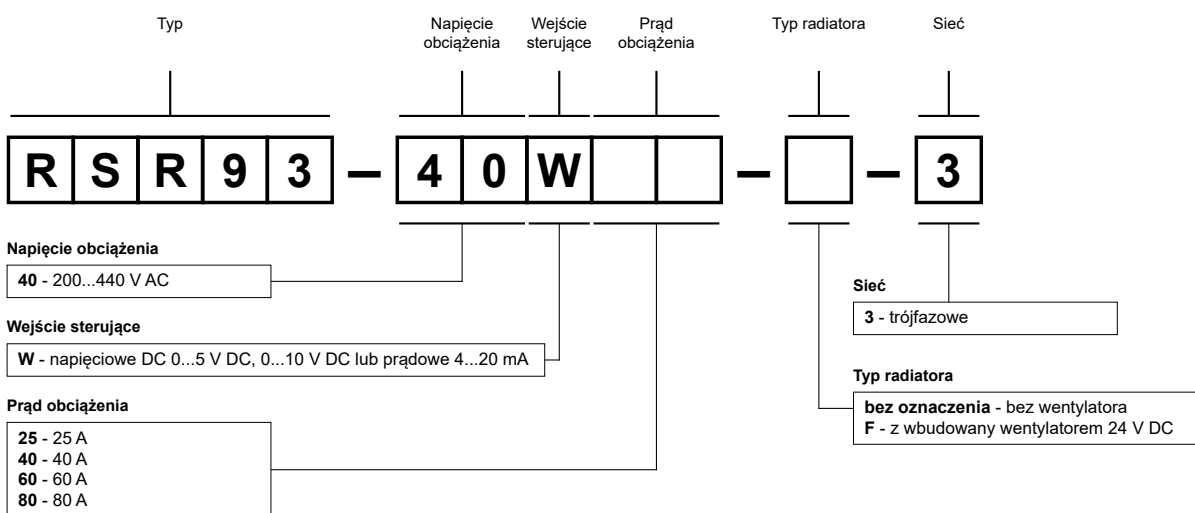 Typ
Napięcie obciążenia
Wejście sterujące
Prąd obciążenia
Typ radiatora
Sieć
R S R 9 3 – 4 0 W – – 3
Napięcie obciążenia
40 - 200...440 V AC
Wejście sterujące
W - napięciowe DC 0...5 V DC, 0...10 V DC lub prądowe 4...20 mA
Prąd obciążenia
25 - 25 A
40 - 40 A
60 - 60 A
80 - 80 A
Sieć
3 - trójfazowe
Typ radiatora
bez oznaczenia - bez wentylatora
F - z wbudowany wentylatorem 24 V DC